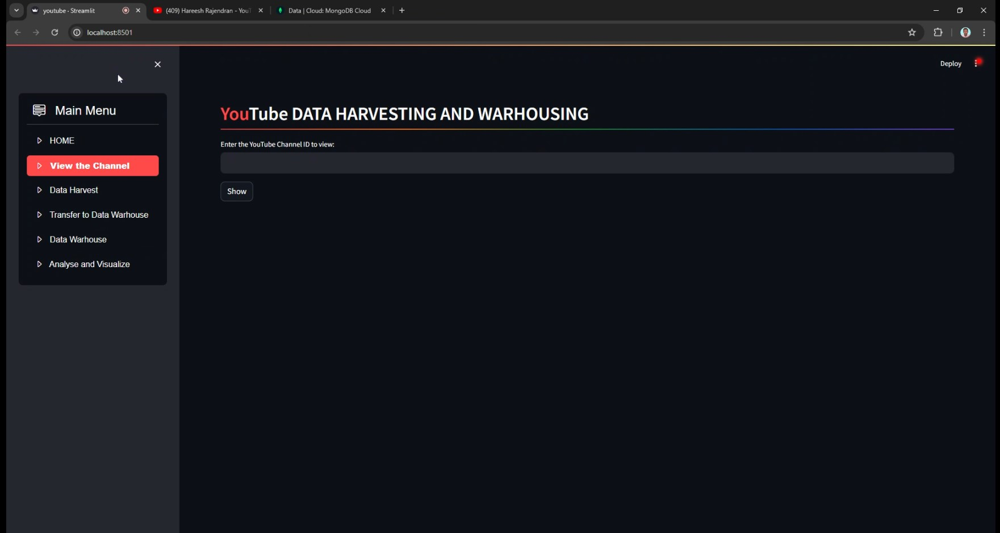 youtube · Streamlit
(409) Hareesh Rajendran - YouT
Data | Cloud: MongoDB Cloud
localhost:8501
Deploy
Main Menu
HOME
View the Channel
Data Harvest
Transfer to Data Warhouse
Data Warhouse
Analyse and Visualize
YouTube DATA HARVESTING AND WARHOUSING
Enter the YouTube Channel ID to view:
Show